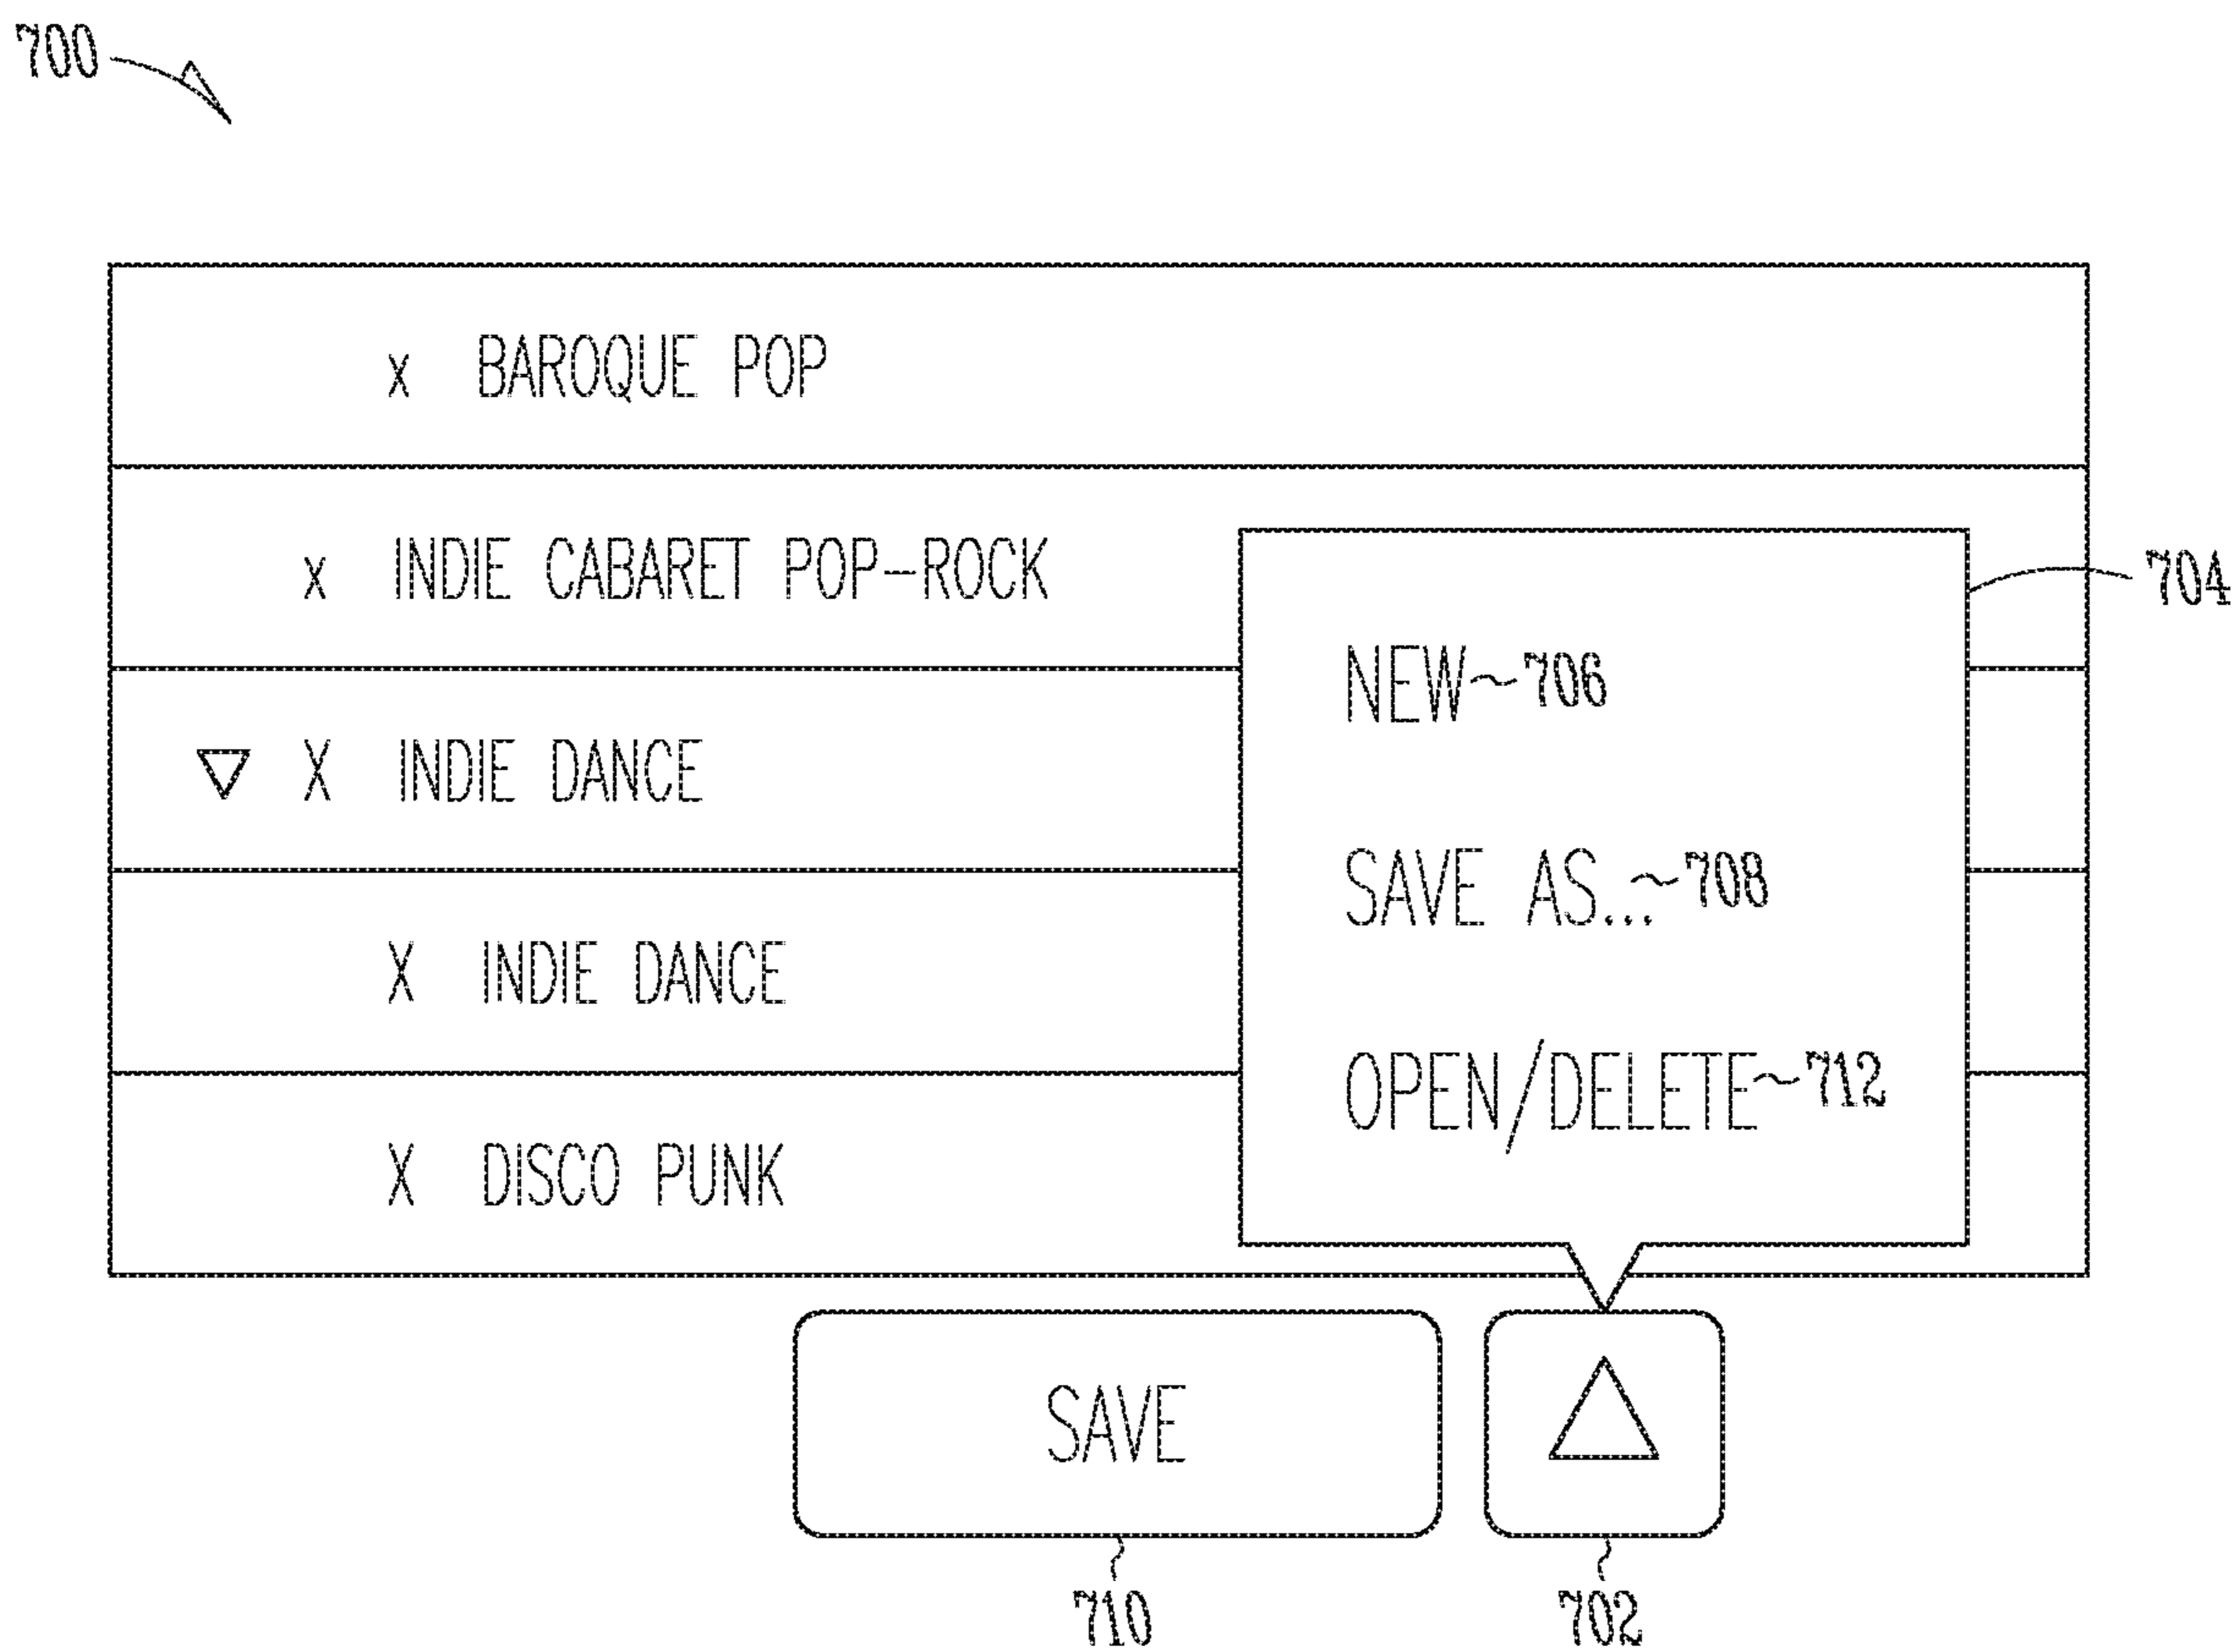 700
x BAROQUE POP
x INDIE CABARET POP-ROCK
704
NEW~706
X INDIE DANCE
SAVE AS...~708
X INDIE DANCE
OPEN/DELETE~712
X DISCO PUNK
SAVE
710 702